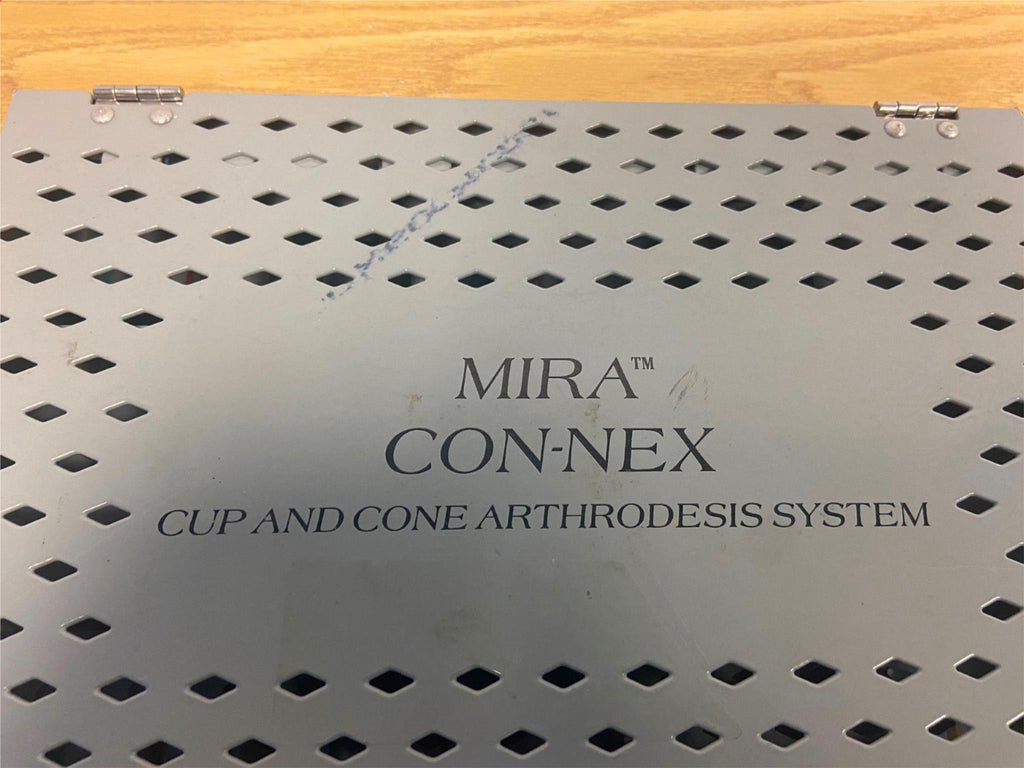 MIRA™
CON-NEX
CUP AND CONE ARTHRODESIS SYSTEM